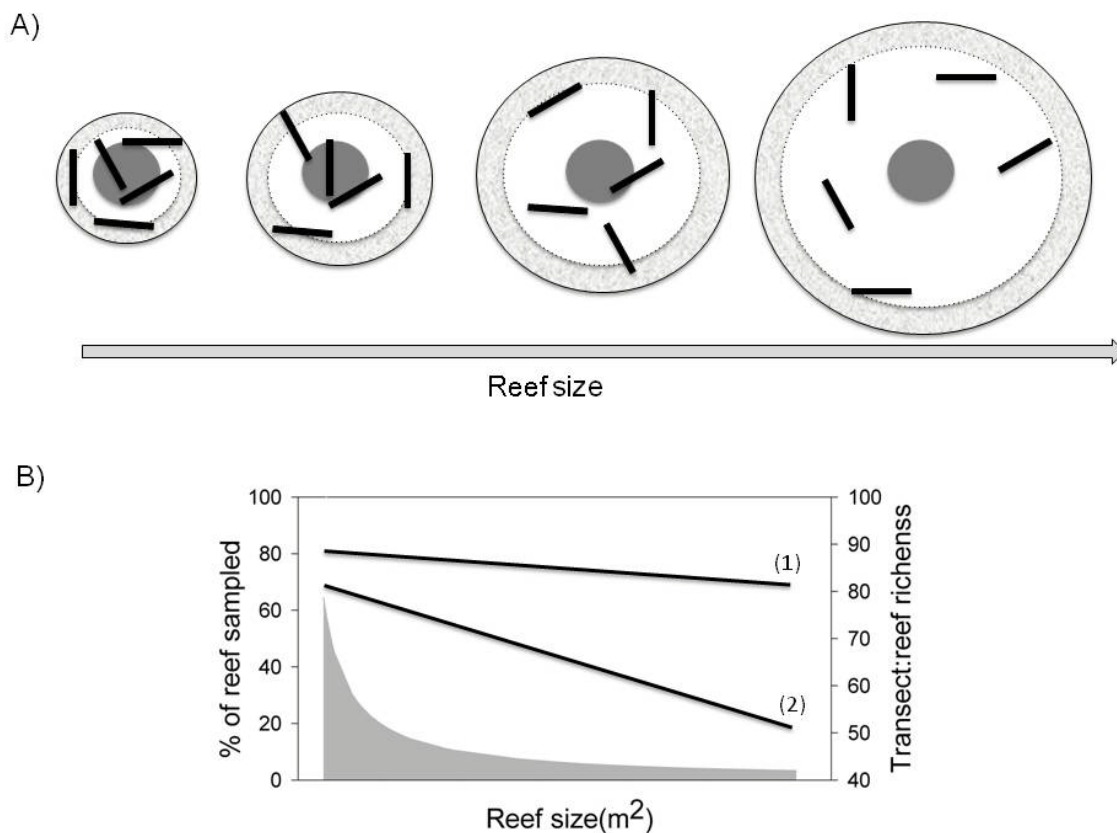 A)
Reef size
B)
% of reef sampled
100
80
60
40
20
0
(1)
(2)
100
90
80
70
60
50
40
Transect:reef richenss
Reef size(m²)